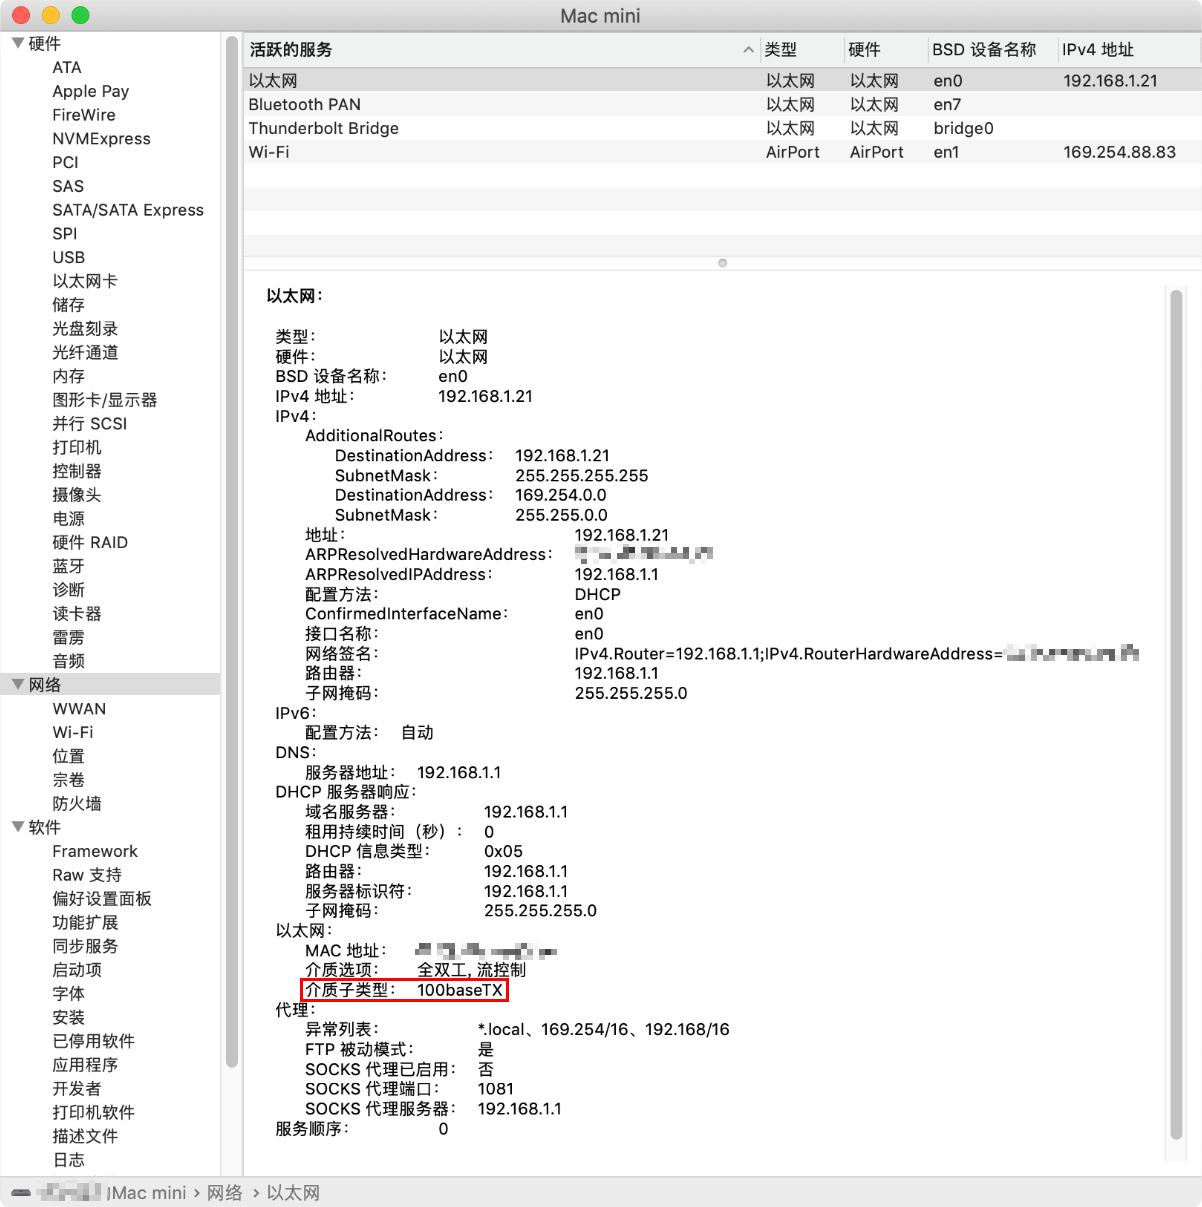 Mac mini
硬件
ATA
Apple Pay
FireWire
NVMExpress
PCI
SAS
SATA/SATA Express
SPI
USB
以太网卡
储存
光盘刻录
光纤通道
内存
图形卡/显示器
并行 SCSI
打印机
控制器
摄像头
电源
硬件 RAID
蓝牙
诊断
读卡器
雷雳
音频
网络
WWAN
Wi-Fi
位置
宗卷
防火墙
软件
Framework
Raw 支持
偏好设置面板
功能扩展
同步服务
启动项
字体
安装
已停用软件
应用程序
开发者
打印机软件
描述文件
日志
活跃的服务 类型 硬件 BSD 设备名称 IPv4 地址
以太网 以太网 以太网 en0 192.168.1.21
Bluetooth PAN 以太网 以太网 en7
Thunderbolt Bridge 以太网 以太网 bridge0
Wi-Fi AirPort AirPort en1 169.254.88.83
以太网：
类型： 以太网
硬件： 以太网
BSD 设备名称： en0
IPv4 地址： 192.168.1.21
IPv4：
AdditionalRoutes：
DestinationAddress： 192.168.1.21
SubnetMask： 255.255.255.255
DestinationAddress： 169.254.0.0
SubnetMask： 255.255.0.0
地址： 192.168.1.21
ARPResolvedHardwareAddress：
ARPResolvedIPAddress： 192.168.1.1
配置方法： DHCP
ConfirmedInterfaceName： en0
接口名称： en0
网络签名： IPv4.Router=192.168.1.1;IPv4.RouterHardwareAddress=
路由器： 192.168.1.1
子网掩码： 255.255.255.0
IPv6：
配置方法： 自动
DNS：
服务器地址： 192.168.1.1
DHCP 服务器响应：
域名服务器： 192.168.1.1
租用持续时间（秒）： 0
DHCP 信息类型： 0x05
路由器： 192.168.1.1
服务器标识符： 192.168.1.1
子网掩码： 255.255.255.0
以太网：
MAC 地址：
介质选项： 全双工, 流控制
介质子类型： 100baseTX
代理：
异常列表： *.local、169.254/16、192.168/16
FTP 被动模式： 是
SOCKS 代理已启用： 否
SOCKS 代理端口： 1081
SOCKS 代理服务器： 192.168.1.1
服务顺序： 0
Mac mini › 网络 › 以太网